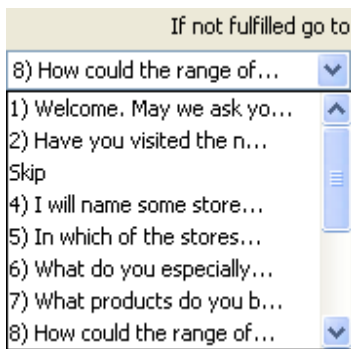 If not fulfilled go to
8) How could the range of...
1) Welcome. May we ask yo...
2) Have you visited the n...
Skip
4) I will name some store...
5) In which of the stores...
6) What do you especially...
7) What products do you b...
8) How could the range of...